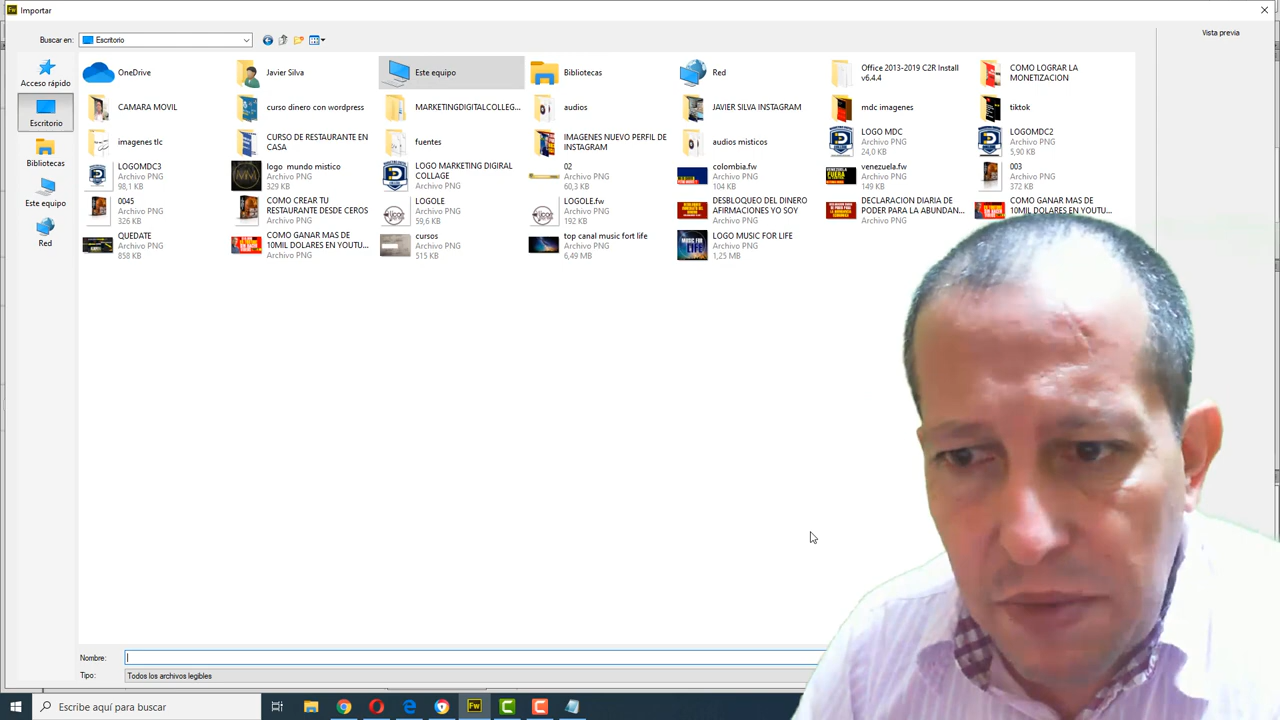 Importar
Buscar en:
Escritorio
Vista previa
Acceso rápido
Escritorio
Bibliotecas
Este equipo
Red
OneDrive
Javier Silva
Este equipo
Bibliotecas
Red
Office 2013-2019 C2R Install
v6.4.4
COMO LOGRAR LA
MONETIZACION
CAMARA MOVIL
curso dinero con wordpress
MARKETINGDIGITALCOLLEG...
audios
JAVIER SILVA INSTAGRAM
mdc imagenes
tiktok
imagenes tlc
CURSO DE RESTAURANTE EN
CASA
fuentes
IMAGENES NUEVO PERFIL DE
INSTAGRAM
audios misticos
LOGO MDC
Archivo PNG
24,0 KB
LOGOMDC2
Archivo PNG
5,90 KB
LOGOMDC3
Archivo PNG
logo mundo mistico
Archivo PNG
329 KB
LOGO MARKETING DIGIRAL
COLLAGE
Archivo PNG
02
Archivo PNG
60,3 KB
colombia.fw
Archivo PNG
104 KB
venezuela.fw
Archivo PNG
149 KB
003
Archivo PNG
372 KB
0045
Archivo PNG
326 KB
COMO CREAR TU
RESTAURANTE DESDE CEROS
Archivo PNG
LOGOLE
Archivo PNG
59,6 KB
LOGOLE.fw
Archivo PNG
192 KB
DESBLOQUEO DEL DINERO
AFIRMACIONES YO SOY
Archivo PNG
DECLARACION DIARIA DE
PODER PARA LA ABUNDAN...
Archivo PNG
COMO GANAR MAS DE
10MIL DOLARES EN YOUTU...
QUEDATE
Archivo PNG
858 KB
COMO GANAR MAS DE
10MIL DOLARES EN YOUTU...
Archivo PNG
cursos
Archivo PNG
515 KB
top canal music fort life
Archivo PNG
6,49 MB
LOGO MUSIC FOR LIFE
Archivo PNG
1,25 MB
Nombre:
Tipo:
Todos los archivos legibles
Escribe aquí para buscar
Fw